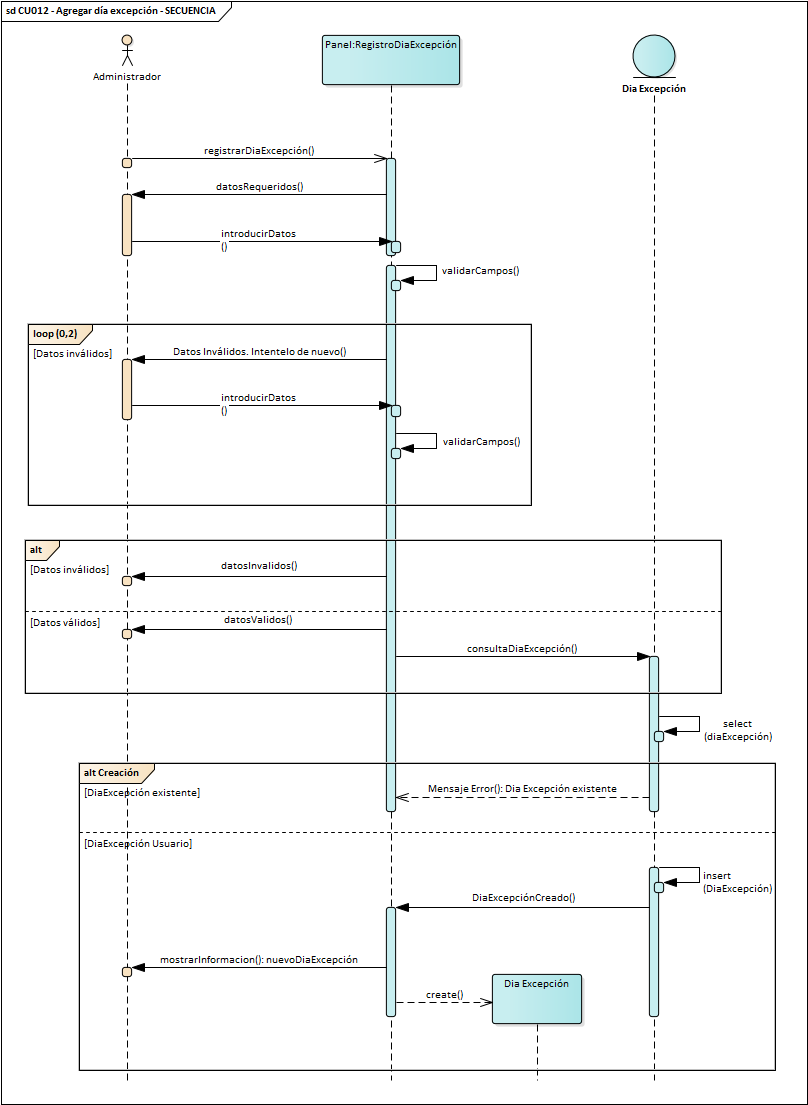 sd CU012 - Agregar día excepción - SECUENCIA
Administrador
Panel:RegistroDiaExcepción
Dia Excepción
registrarDiaExcepción()
datosRequeridos()
introducirDatos
()
validarCampos()
loop (0,2)
[Datos inválidos]
Datos Inválidos. Intentelo de nuevo()
introducirDatos
()
validarCampos()
alt
[Datos inválidos]
datosInvalidos()
[Datos válidos]
datosValidos()
consultaDiaExcepción()
select
(diaExcepción)
alt Creación
[DiaExcepción existente]
Mensaje Error(): Dia Excepción existente
[DiaExcepción Usuario]
insert
(DiaExcepción)
DiaExcepciónCreado()
mostrarInformacion(): nuevoDiaExcepción
Dia Excepción
create()